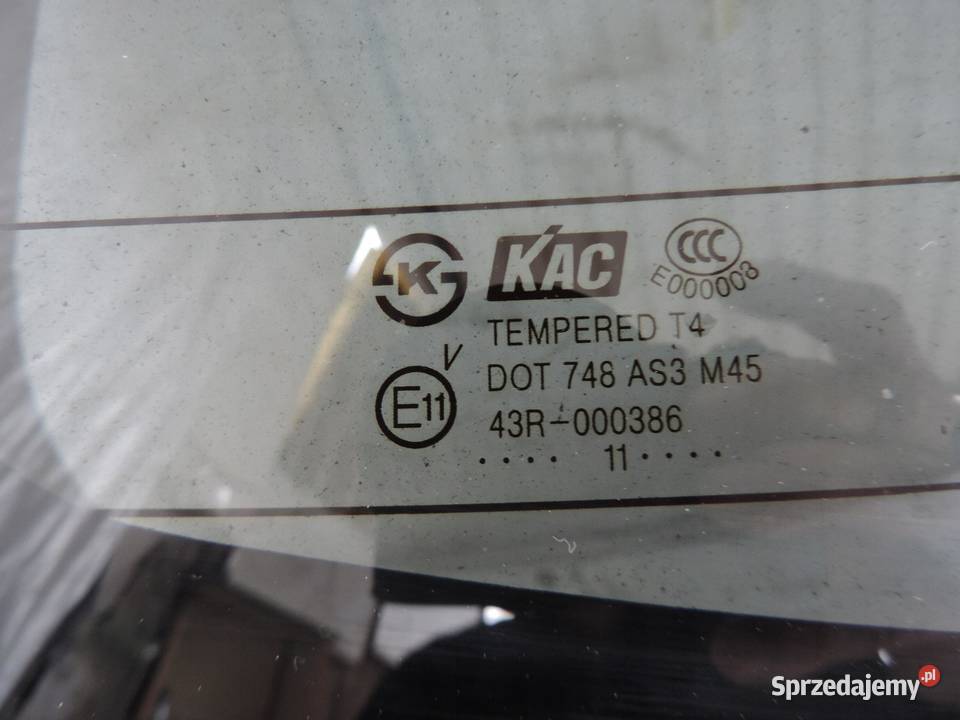 K KAC CCC
E000008
TEMPERED T4
V
DOT 748 AS3 M45
E11
43R-000386
···· 11 ····
Sprzedajemy.pl